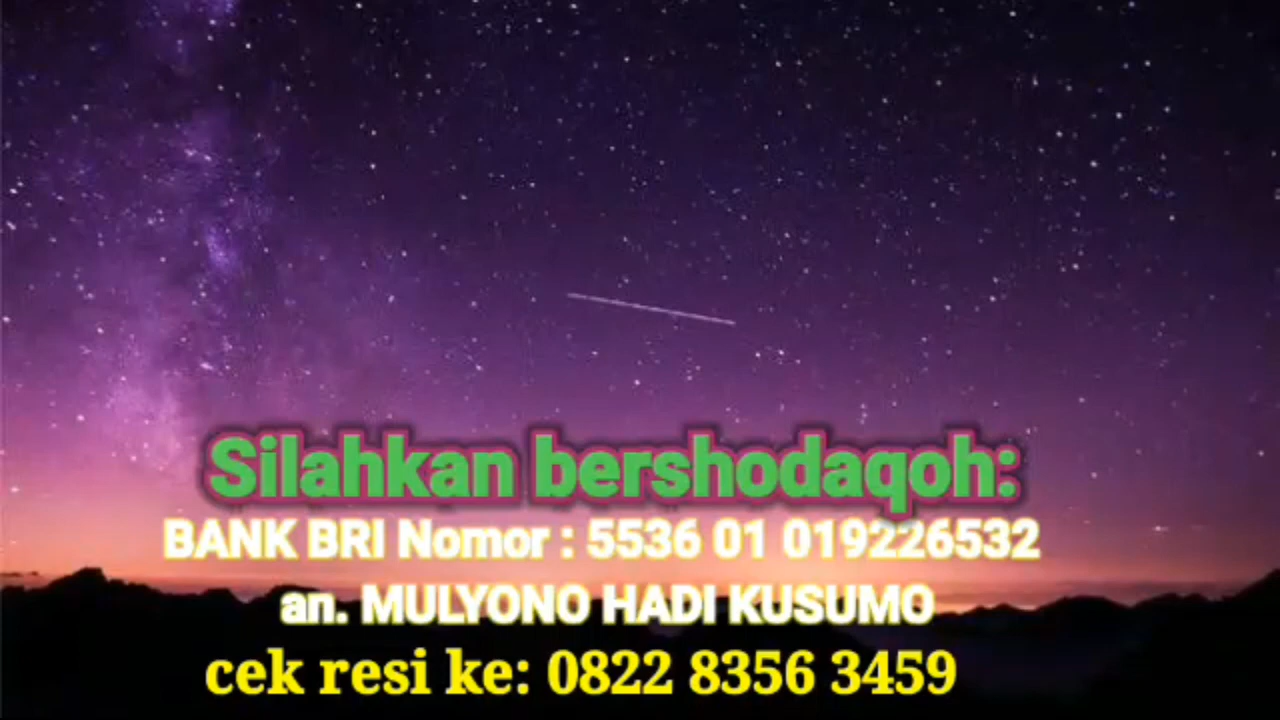 Silahkan bershodaqoh:
BANK BRI Nomor : 5536 01 019226532
an. MULYONO HADI KUSUMO
cek resi ke: 0822 8356 3459